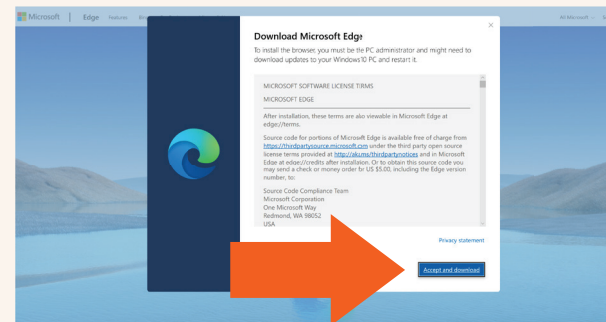 Microsoft Edge Features
All Microsoft
Download Microsoft Edge
To install the browser, you must be the PC administrator and might need to
download updates to your Windows10 PC and restart it.
MICROSOFT SOFTWARE LICENSE TIRMS
MICROSOFT EDGE
After installation, these terms are also viewable in Microsoft Edge at
edge://terms.
Source code for portions of Microsoft Edge is available free of charge from
https://thirdpartysource.microsoft.com under the third party open source
license terms provided at http://aku.ms/thirdpartynotices and in Microsoft
Edge at edge://credits after installation. Or to obtain this source code you
may send a check or money order br US $5.00, including the Edge version
number, to:
Source Code Compliance Team
Microsoft Corporation
One Microsoft Way
Redmond, WA 98052
USA
Privacy statement
Accept and download